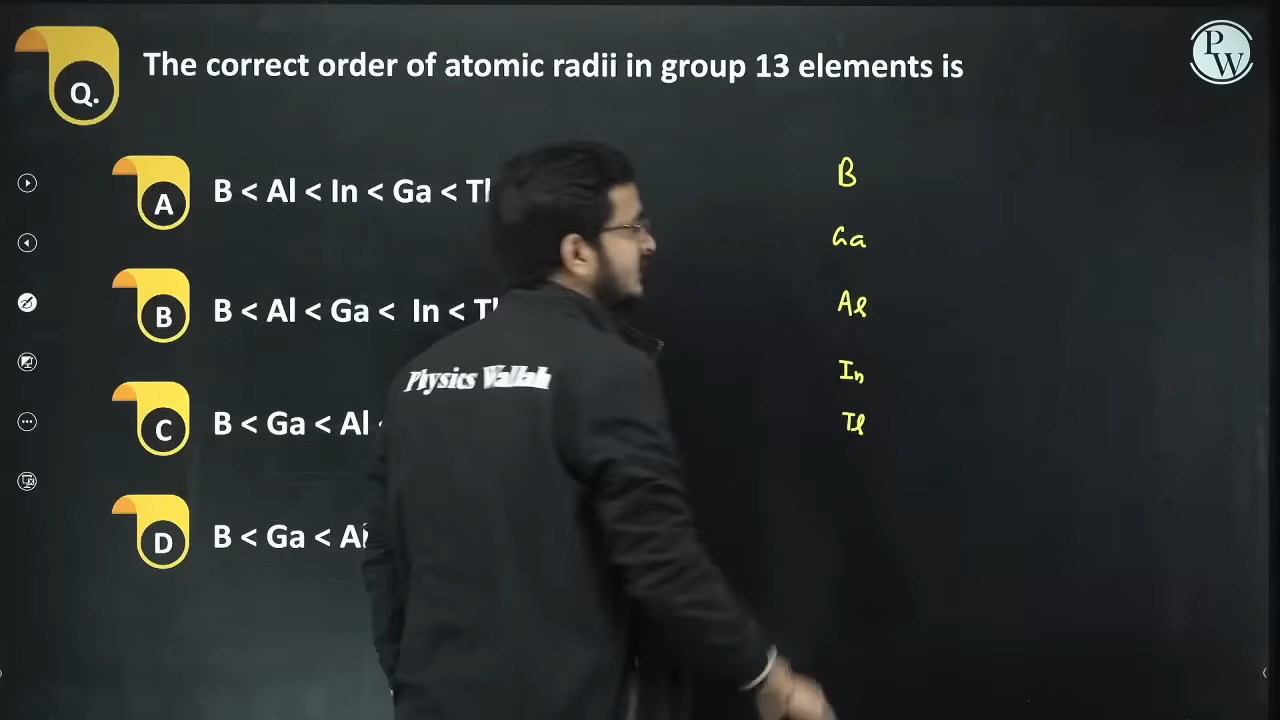 Q. The correct order of atomic radii in group 13 elements is
P
W
A B < Al < In < Ga < Tl
B B < Al < Ga < In < Tl
C B < Ga < Al <
D B < Ga < Al
Physics Wallah
B
Ga
Al
In
Tl